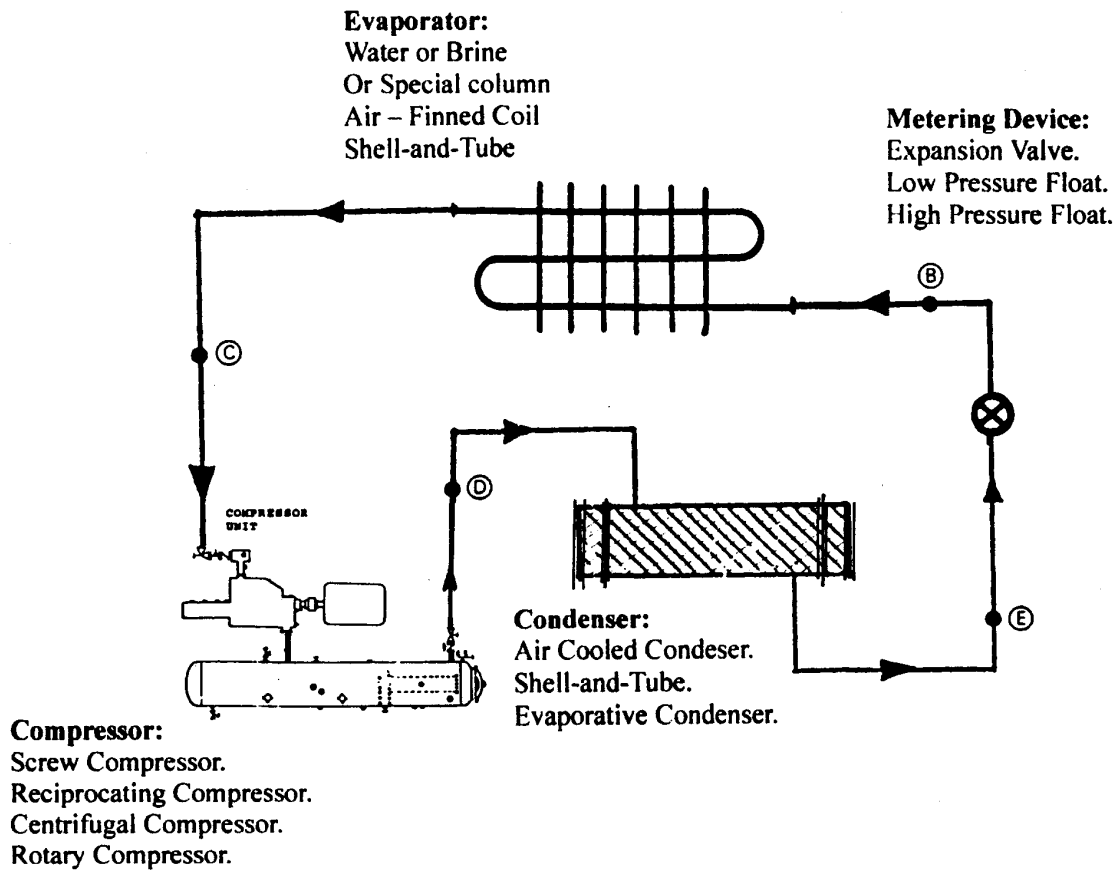 Evaporator:
Water or Brine
Or Special column
Air – Finned Coil
Shell-and-Tube
Metering Device:
Expansion Valve.
Low Pressure Float.
High Pressure Float.
B
C
D
COMPRESSOR
UNIT
Condenser:
Air Cooled Condeser.
Shell-and-Tube.
Evaporative Condenser.
E
Compressor:
Screw Compressor.
Reciprocating Compressor.
Centrifugal Compressor.
Rotary Compressor.